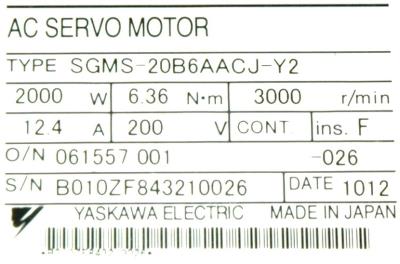 AC SERVO MOTOR
TYPE SGMS-20B6AACJ-Y2
2000 W 6.36 N·m 3000 r/min
12.4 A 200 V CONT. ins. F
O/N 061557 001 -026
S/N B010ZF843210026 DATE 1012
YASKAWA ELECTRIC MADE IN JAPAN